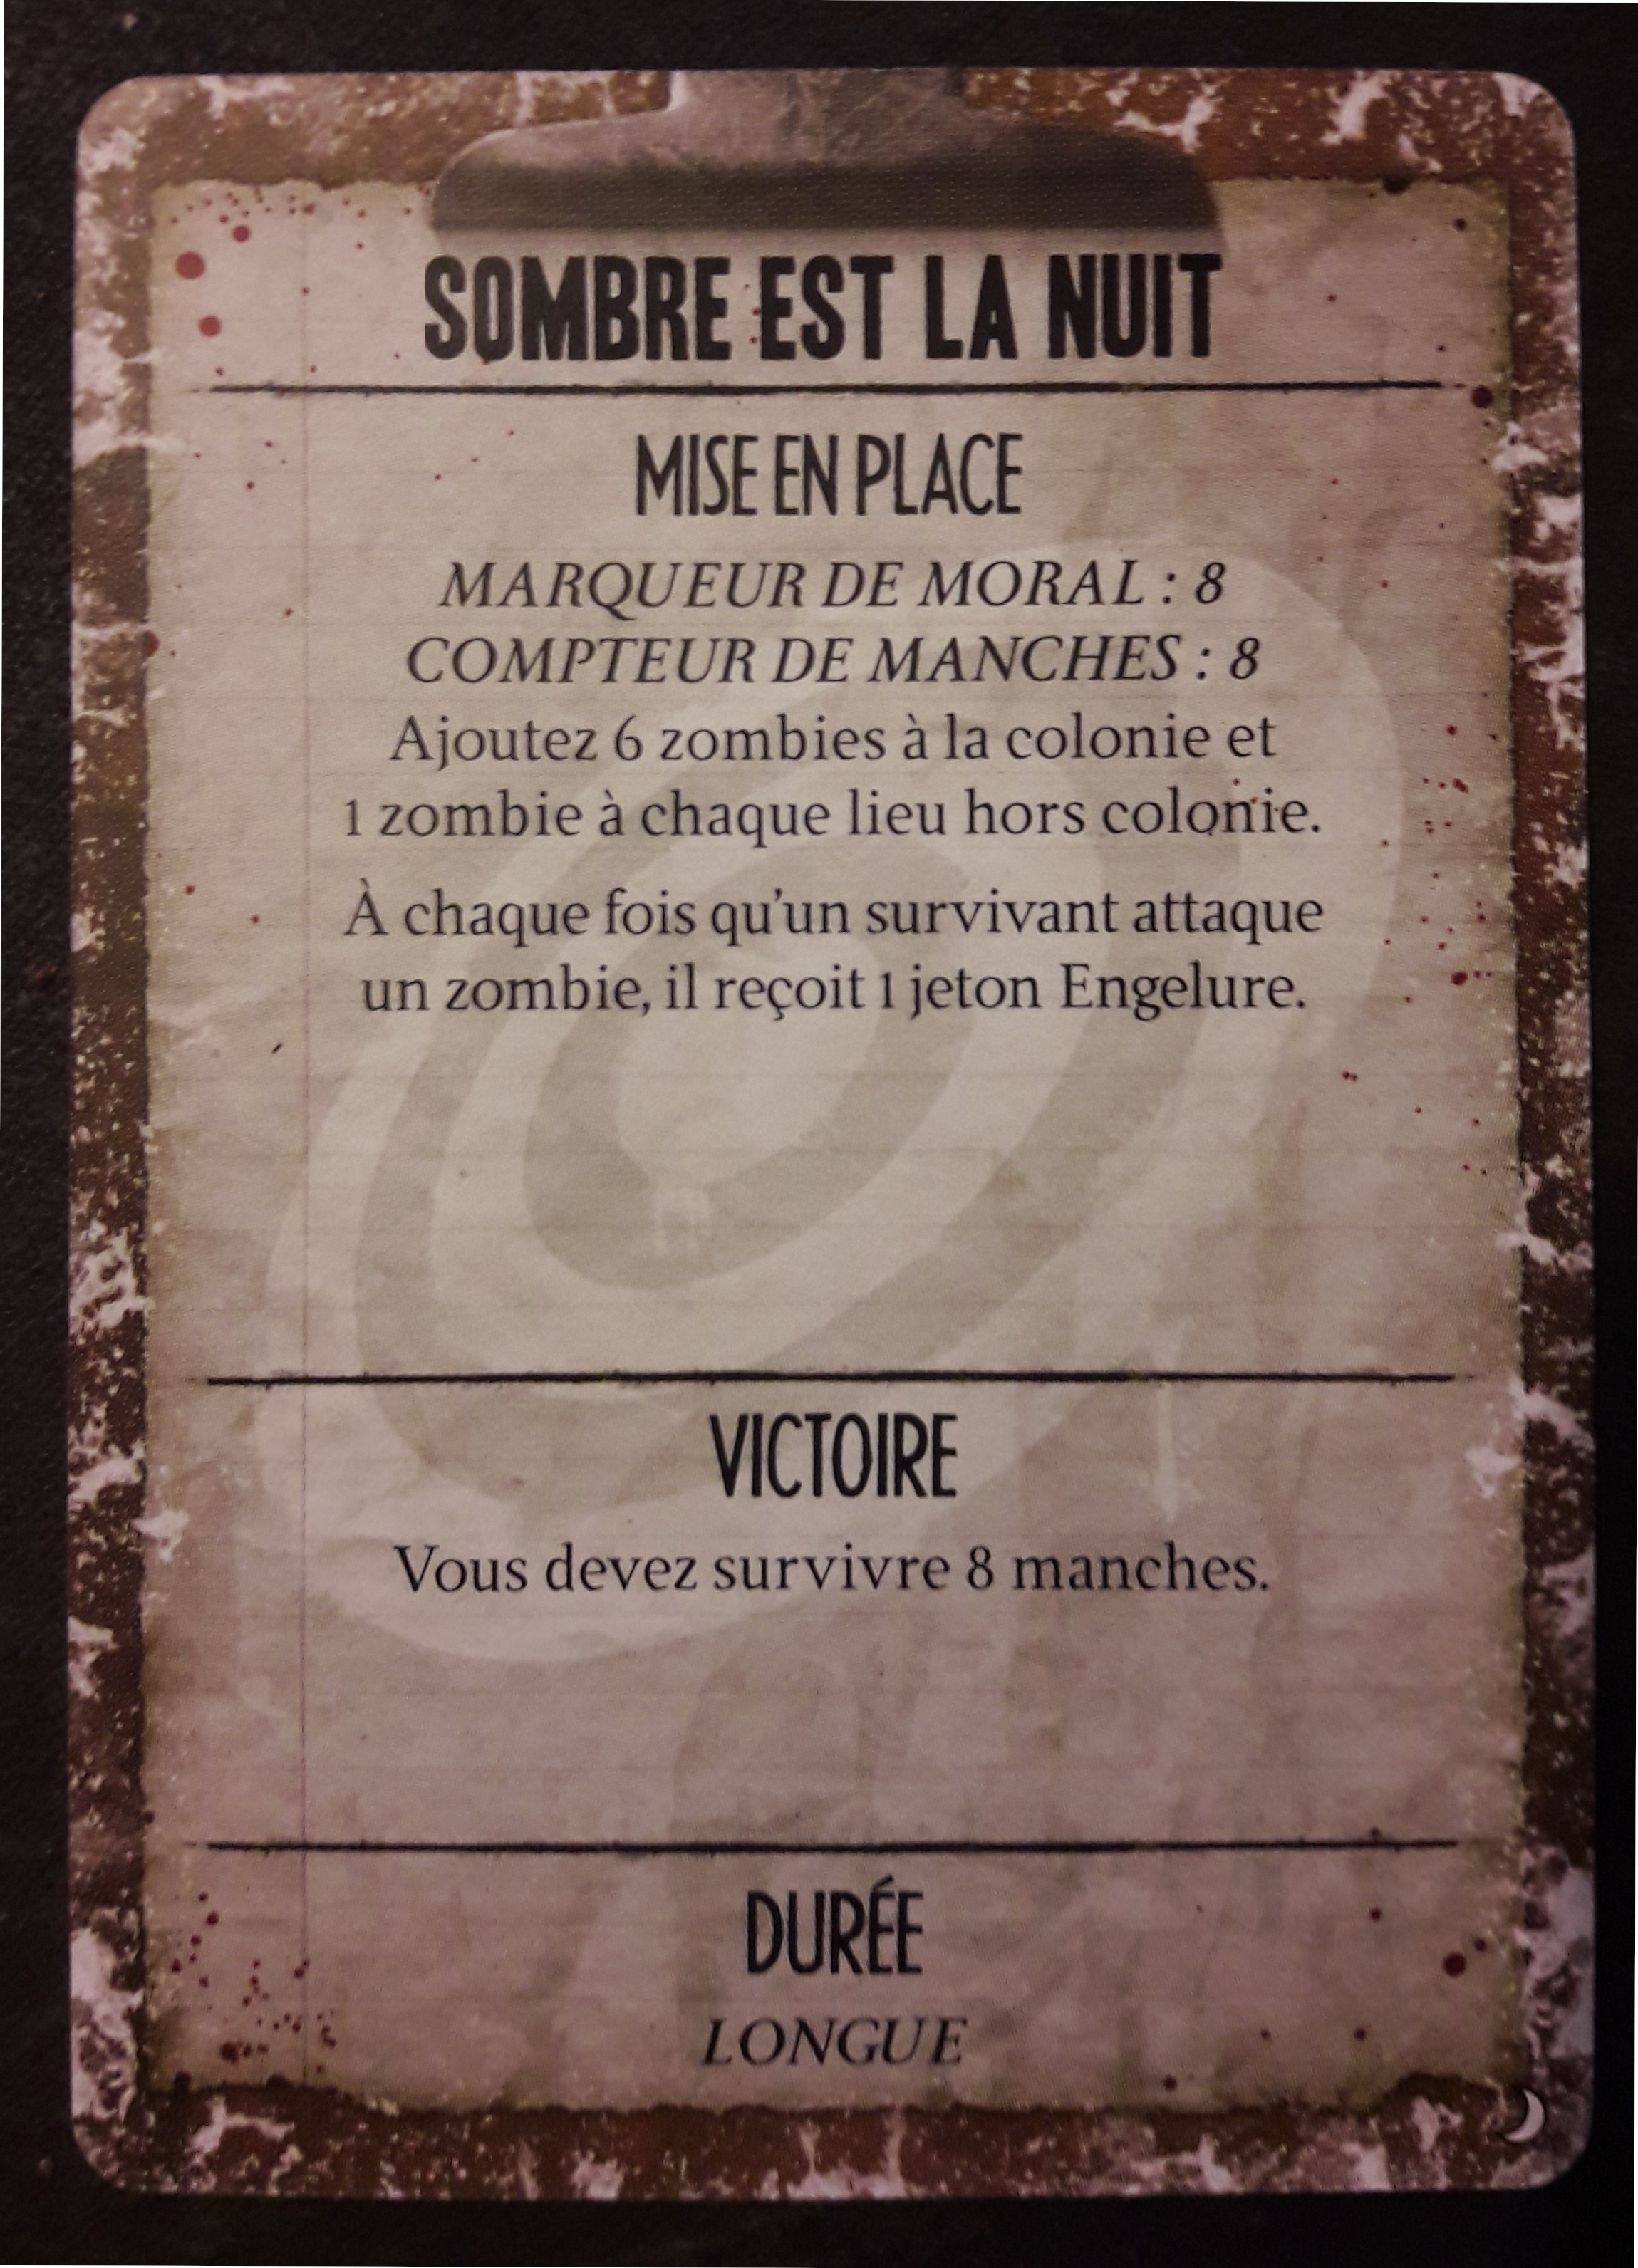 SOMBRE EST LA NUIT
MISE EN PLACE
MARQUEUR DE MORAL : 8
COMPTEUR DE MANCHES : 8
Ajoutez 6 zombies à la colonie et
1 zombie à chaque lieu hors colonie.
À chaque fois qu'un survivant attaque
un zombie, il reçoit 1 jeton Engelure.
VICTOIRE
Vous devez survivre 8 manches.
DURÉE
LONGUE